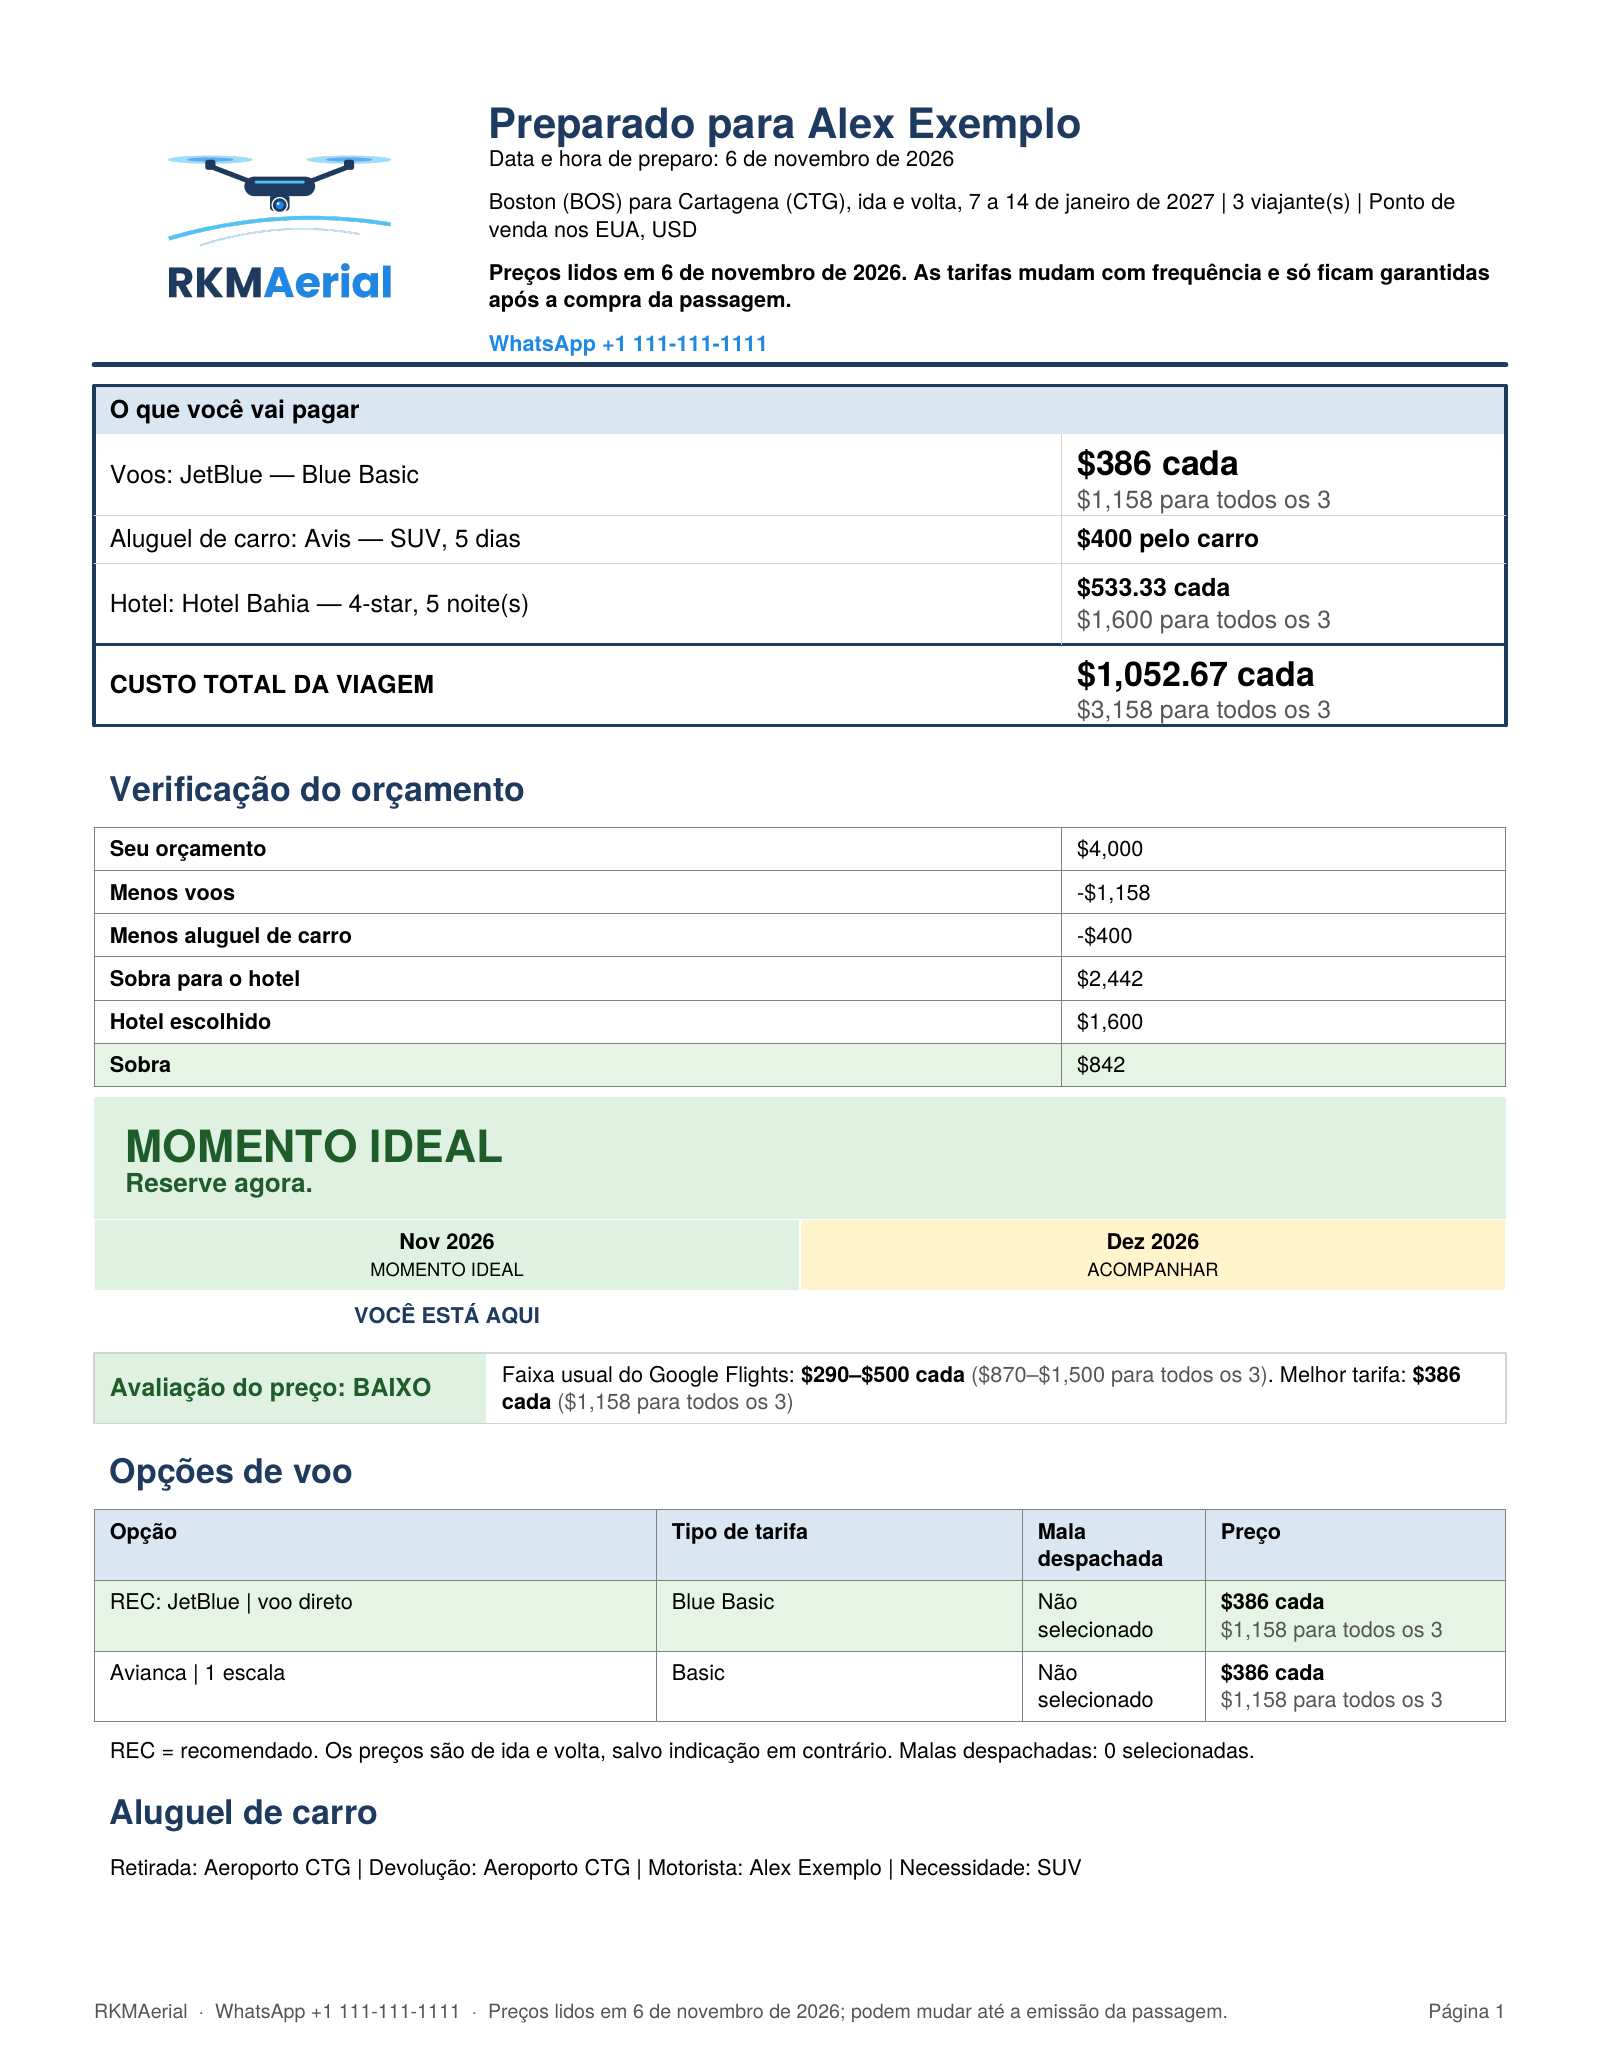 Preparado para Alex Exemplo
Data e hora de preparo: 6 de novembro de 2026
Boston (BOS) para Cartagena (CTG), ida e volta, 7 a 14 de janeiro de 2027 | 3 viajante(s) | Ponto de
venda nos EUA, USD
Preços lidos em 6 de novembro de 2026. As tarifas mudam com frequência e só ficam garantidas
após a compra da passagem.
WhatsApp +1 111-111-1111
RKMAerial
O que você vai pagar
Voos: JetBlue — Blue Basic
$386 cada
$1,158 para todos os 3
Aluguel de carro: Avis — SUV, 5 dias
$400 pelo carro
Hotel: Hotel Bahia — 4-star, 5 noite(s)
$533.33 cada
$1,600 para todos os 3
CUSTO TOTAL DA VIAGEM
$1,052.67 cada
$3,158 para todos os 3
Verificação do orçamento
Seu orçamento $4,000
Menos voos -$1,158
Menos aluguel de carro -$400
Sobra para o hotel $2,442
Hotel escolhido $1,600
Sobra $842
MOMENTO IDEAL
Reserve agora.
Nov 2026
MOMENTO IDEAL
Dez 2026
ACOMPANHAR
VOCÊ ESTÁ AQUI
Avaliação do preço: BAIXO
Faixa usual do Google Flights: $290–$500 cada ($870–$1,500 para todos os 3). Melhor tarifa: $386
cada ($1,158 para todos os 3)
Opções de voo
Opção
Tipo de tarifa
Mala
despachada
Preço
REC: JetBlue | voo direto
Blue Basic
Não
selecionado
$386 cada
$1,158 para todos os 3
Avianca | 1 escala
Basic
Não
selecionado
$386 cada
$1,158 para todos os 3
REC = recomendado. Os preços são de ida e volta, salvo indicação em contrário. Malas despachadas: 0 selecionadas.
Aluguel de carro
Retirada: Aeroporto CTG | Devolução: Aeroporto CTG | Motorista: Alex Exemplo | Necessidade: SUV
RKMAerial · WhatsApp +1 111-111-1111 · Preços lidos em 6 de novembro de 2026; podem mudar até a emissão da passagem. Página 1